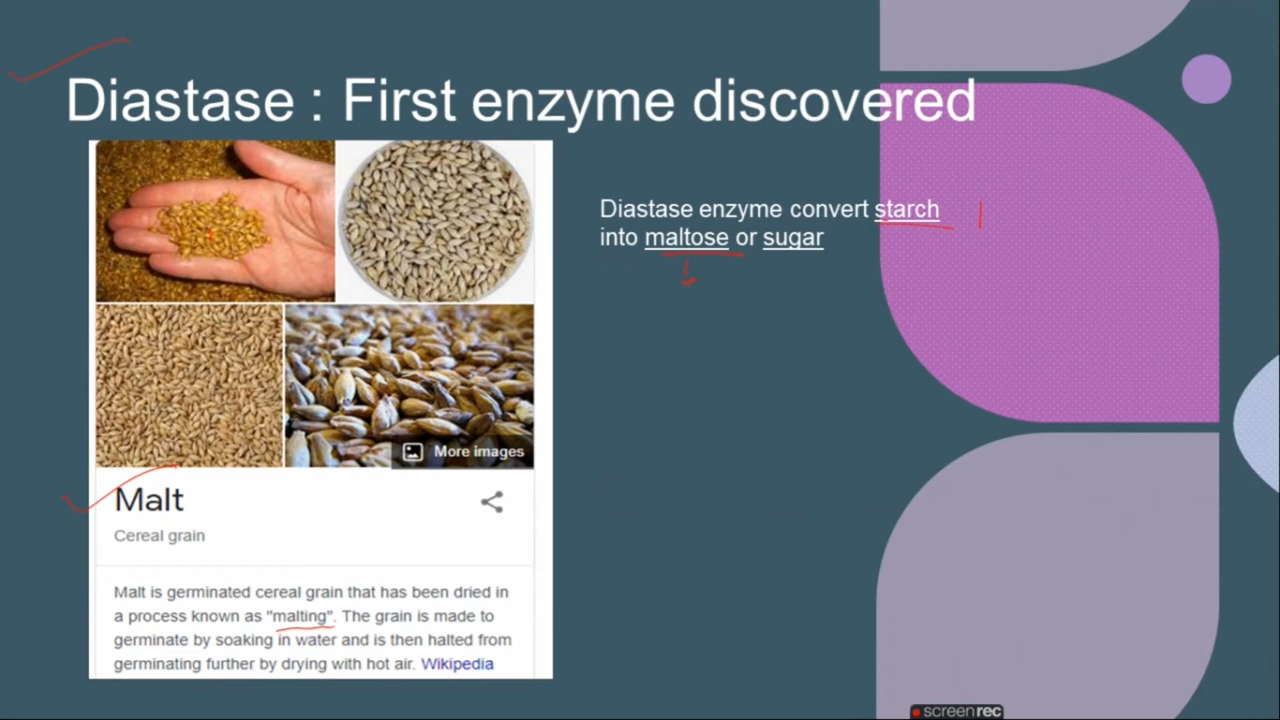 Diastase : First enzyme discovered
Diastase enzyme convert starch
into maltose or sugar
More images
Malt
Cereal grain
Malt is germinated cereal grain that has been dried in
a process known as "malting". The grain is made to
germinate by soaking in water and is then halted from
germinating further by drying with hot air. Wikipedia
screenrec